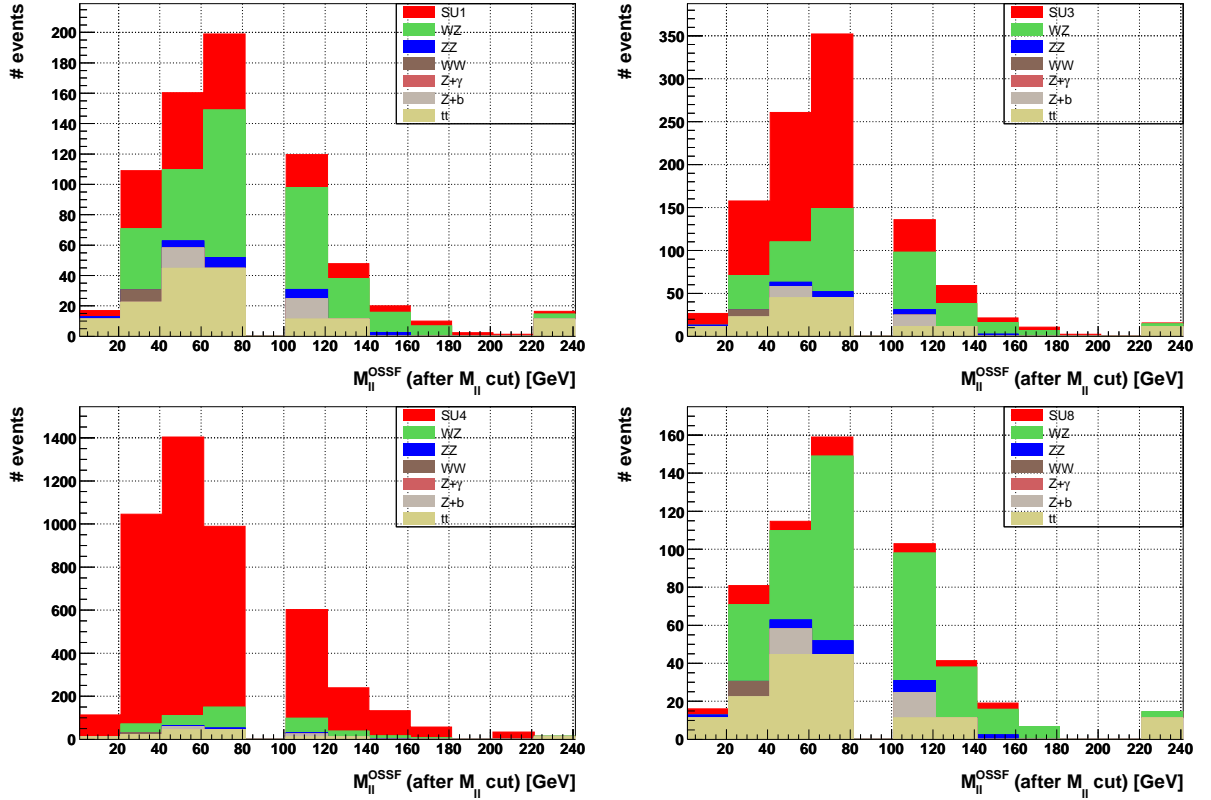 # events
200
180
160
140
120
100
80
60
40
20
0
SU1
WZ
ZZ
WW
Z+γ
Z+b
tt
20 40 60 80 100 120 140 160 180 200 220 240
M_ll^OSSF (after M_ll cut) [GeV]
# events
350
300
250
200
150
100
50
0
SU3
WZ
ZZ
WW
Z+γ
Z+b
tt
20 40 60 80 100 120 140 160 180 200 220 240
M_ll^OSSF (after M_ll cut) [GeV]
# events
1400
1200
1000
800
600
400
200
0
SU4
WZ
ZZ
WW
Z+γ
Z+b
tt
20 40 60 80 100 120 140 160 180 200 220 240
M_ll^OSSF (after M_ll cut) [GeV]
# events
160
140
120
100
80
60
40
20
0
SU8
WZ
ZZ
WW
Z+γ
Z+b
tt
20 40 60 80 100 120 140 160 180 200 220 240
M_ll^OSSF (after M_ll cut) [GeV]